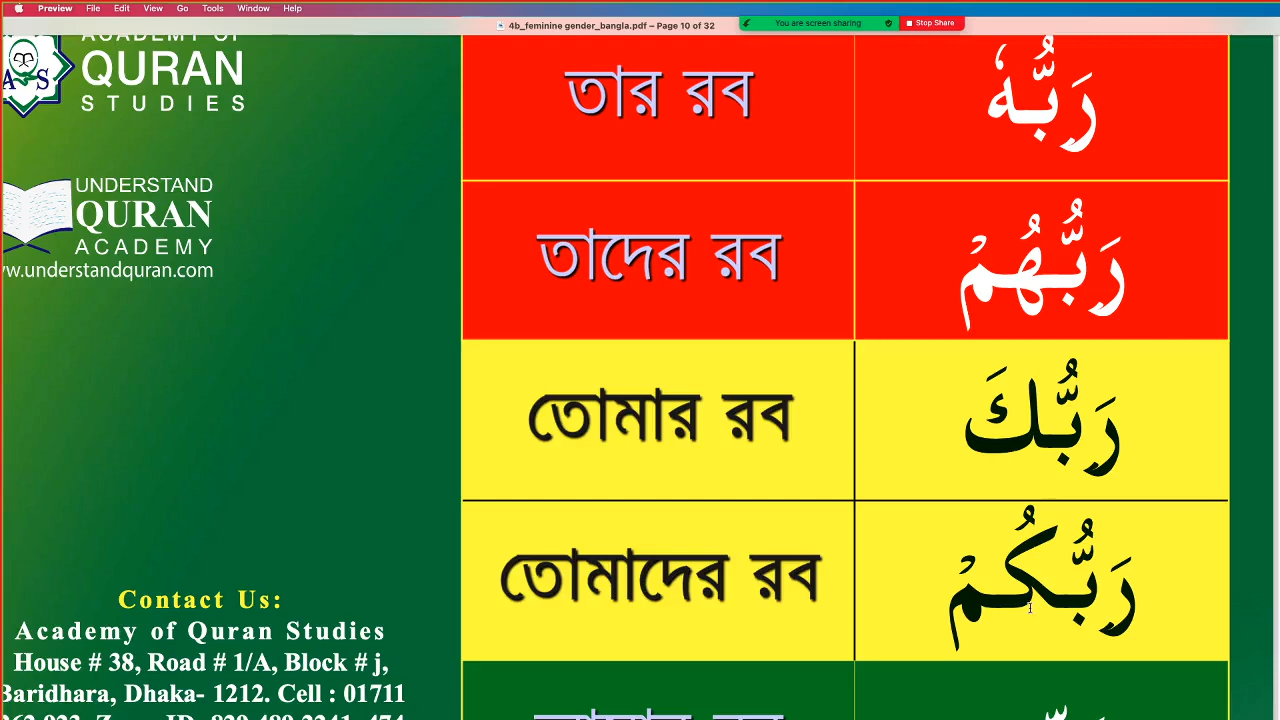 Preview File Edit View Go Tools Window Help
4b_feminine gender_bangla.pdf – Page 10 of 32
You are screen sharing
Stop Share
ACADEMY OF
QURAN
STUDIES
A S
UNDERSTAND
QURAN
ACADEMY
w.understandquran.com
তার রব رَبُّهٗ
তাদের রব رَبُّهُمْ
তোমার রব رَبُّكَ
তোমাদের রব رَبُّكُمْ
Contact Us:
Academy of Quran Studies
House # 38, Road # 1/A, Block # j,
Baridhara, Dhaka- 1212. Cell : 01711